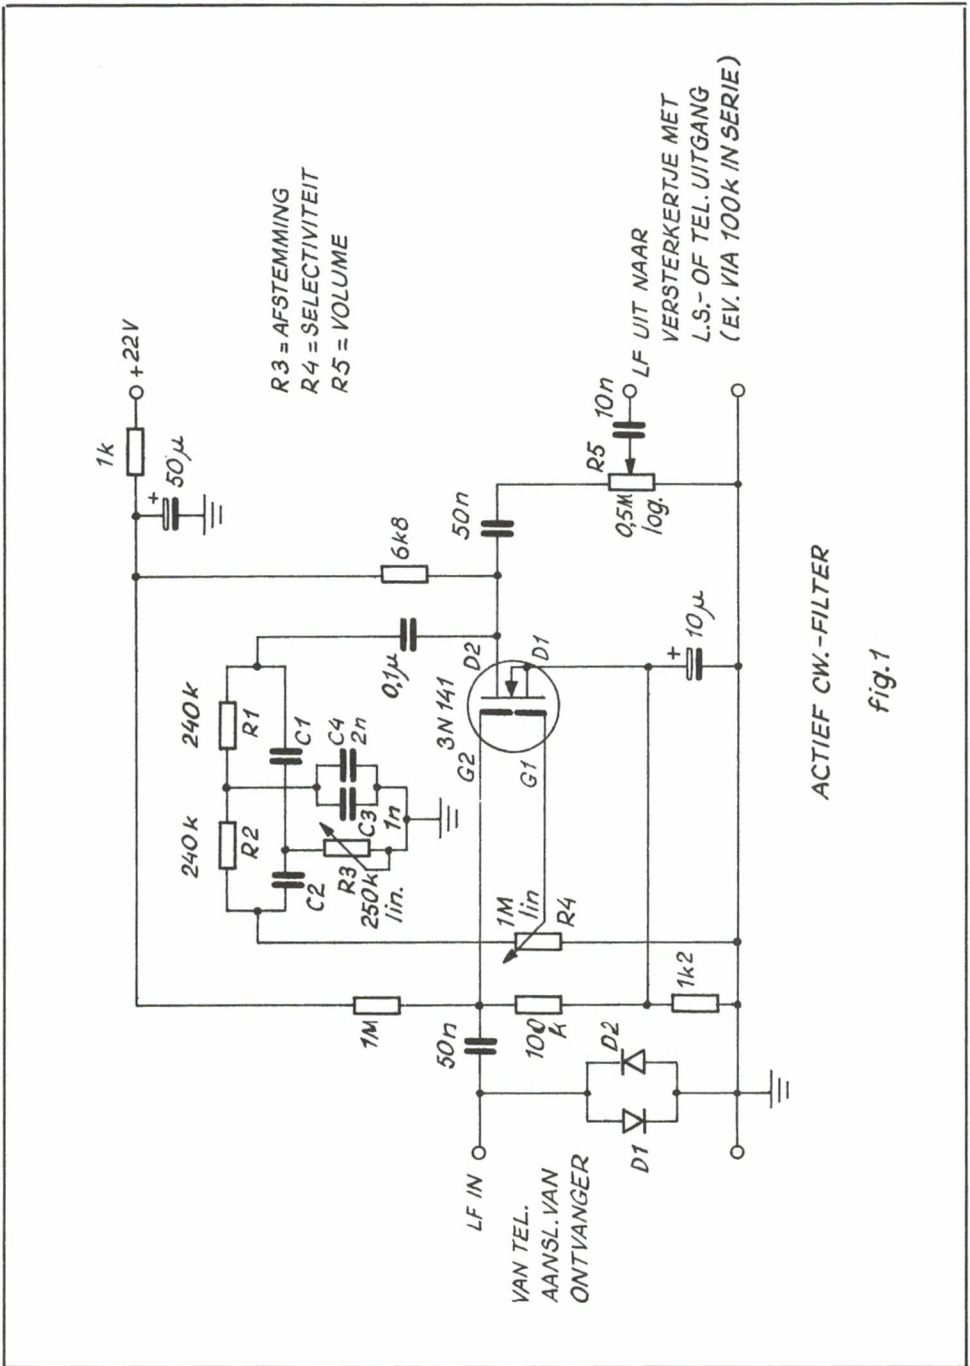 1k
+22V
+
50µ
R3 = AFSTEMMING
R4 = SELECTIVITEIT
R5 = VOLUME
240k
240k
R2
R1
C2
C1
R3
250k
lin.
C3
1n
C4
2n
0,1µ
6k8
50n
1M
50n
3N141
G2
D2
G1
D1
1M
lin
R4
100
k
1k2
+
10µ
R5
0,5M
log.
10n
LF UIT NAAR
VERSTERKERTJE MET
L.S.- OF TEL. UITGANG
(EV. VIA 100k IN SERIE)
LF IN
VAN TEL.
AANSL. VAN
ONTVANGER
D1
D2
ACTIEF CW.-FILTER
fig.1